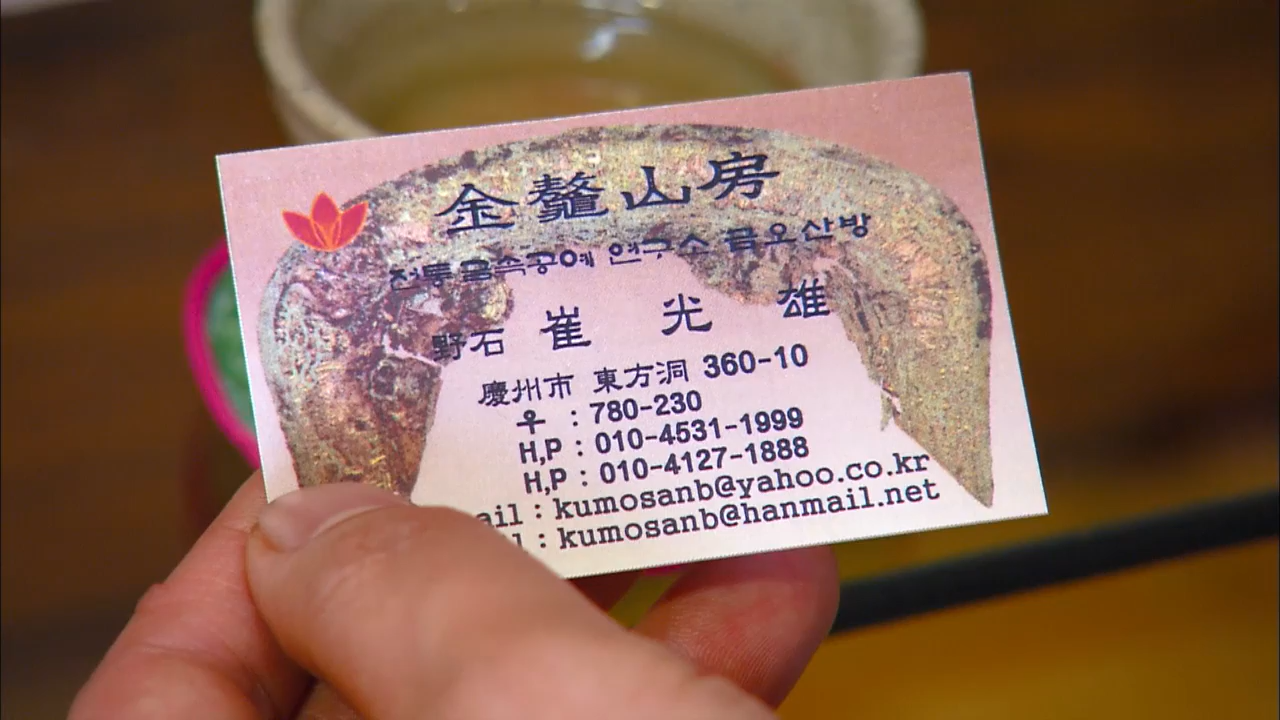 金鰲山房
전통금속공예 연구소 금오산방
野石 崔 光 雄
慶州市 東方洞 360-10
우 : 780-230
H,P : 010-4531-1999
H,P : 010-4127-1888
ail : kumosanb@yahoo.co.kr
l : kumosanb@hanmail.net